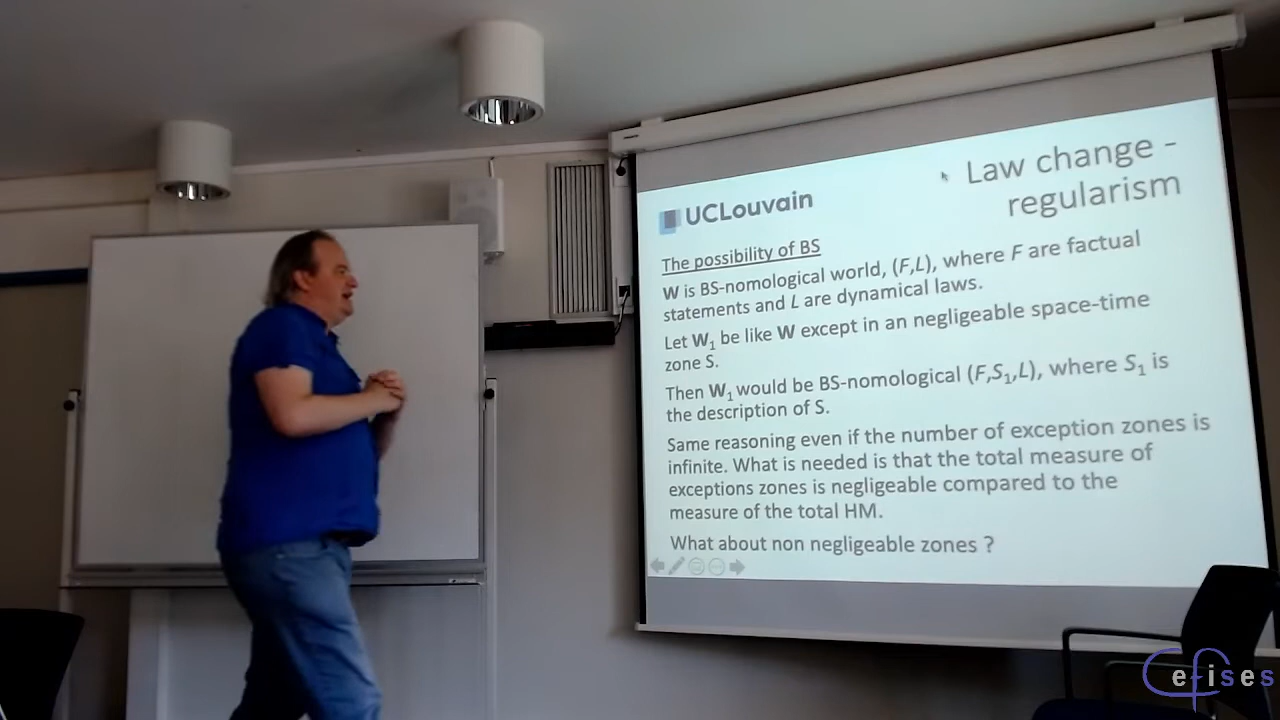 Law change -
regularism
UCLouvain
The possibility of BS
W is BS-nomological world, (F,L), where F are factual
statements and L are dynamical laws.
Let W1 be like W except in an negligeable space-time
zone S.
Then W1 would be BS-nomological (F,S1,L), where S1 is
the description of S.
Same reasoning even if the number of exception zones is
infinite. What is needed is that the total measure of
exceptions zones is negligeable compared to the
measure of the total HM.
What about non negligeable zones ?
Cefises